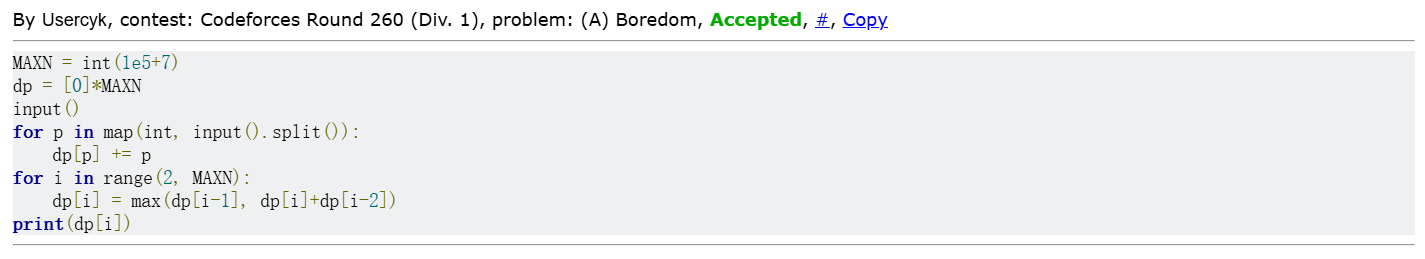 By Usercyk, contest: Codeforces Round 260 (Div. 1), problem: (A) Boredom, Accepted, #, Copy
MAXN = int(1e5+7)
dp = [0]*MAXN
input()
for p in map(int, input().split()):
    dp[p] += p
for i in range(2, MAXN):
    dp[i] = max(dp[i-1], dp[i]+dp[i-2])
print(dp[i])